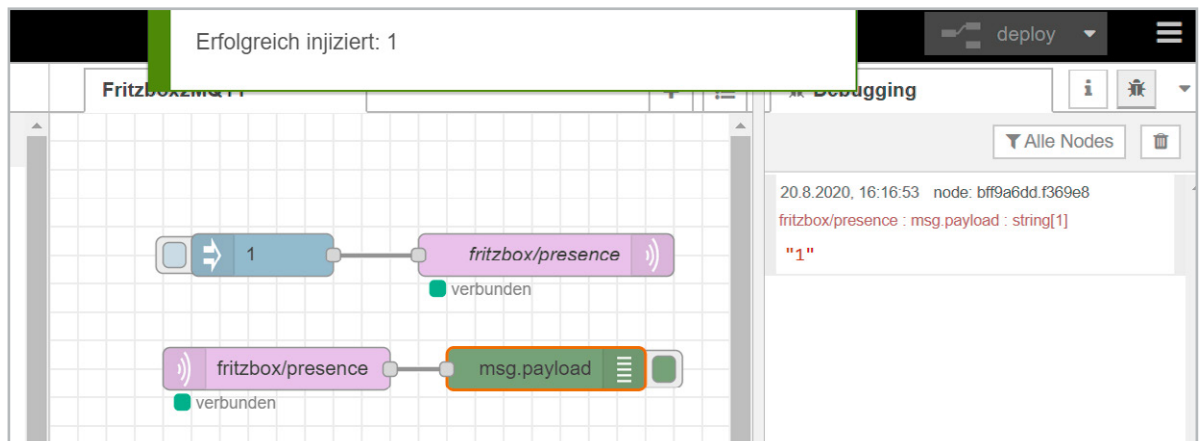 Erfolgreich injiziert: 1
deploy
Fritzbox2MQTT
Debugging
i
Alle Nodes
20.8.2020, 16:16:53 node: bff9a6dd.f369e8
fritzbox/presence : msg.payload : string[1]
"1"
1
fritzbox/presence
verbunden
fritzbox/presence
msg.payload
verbunden